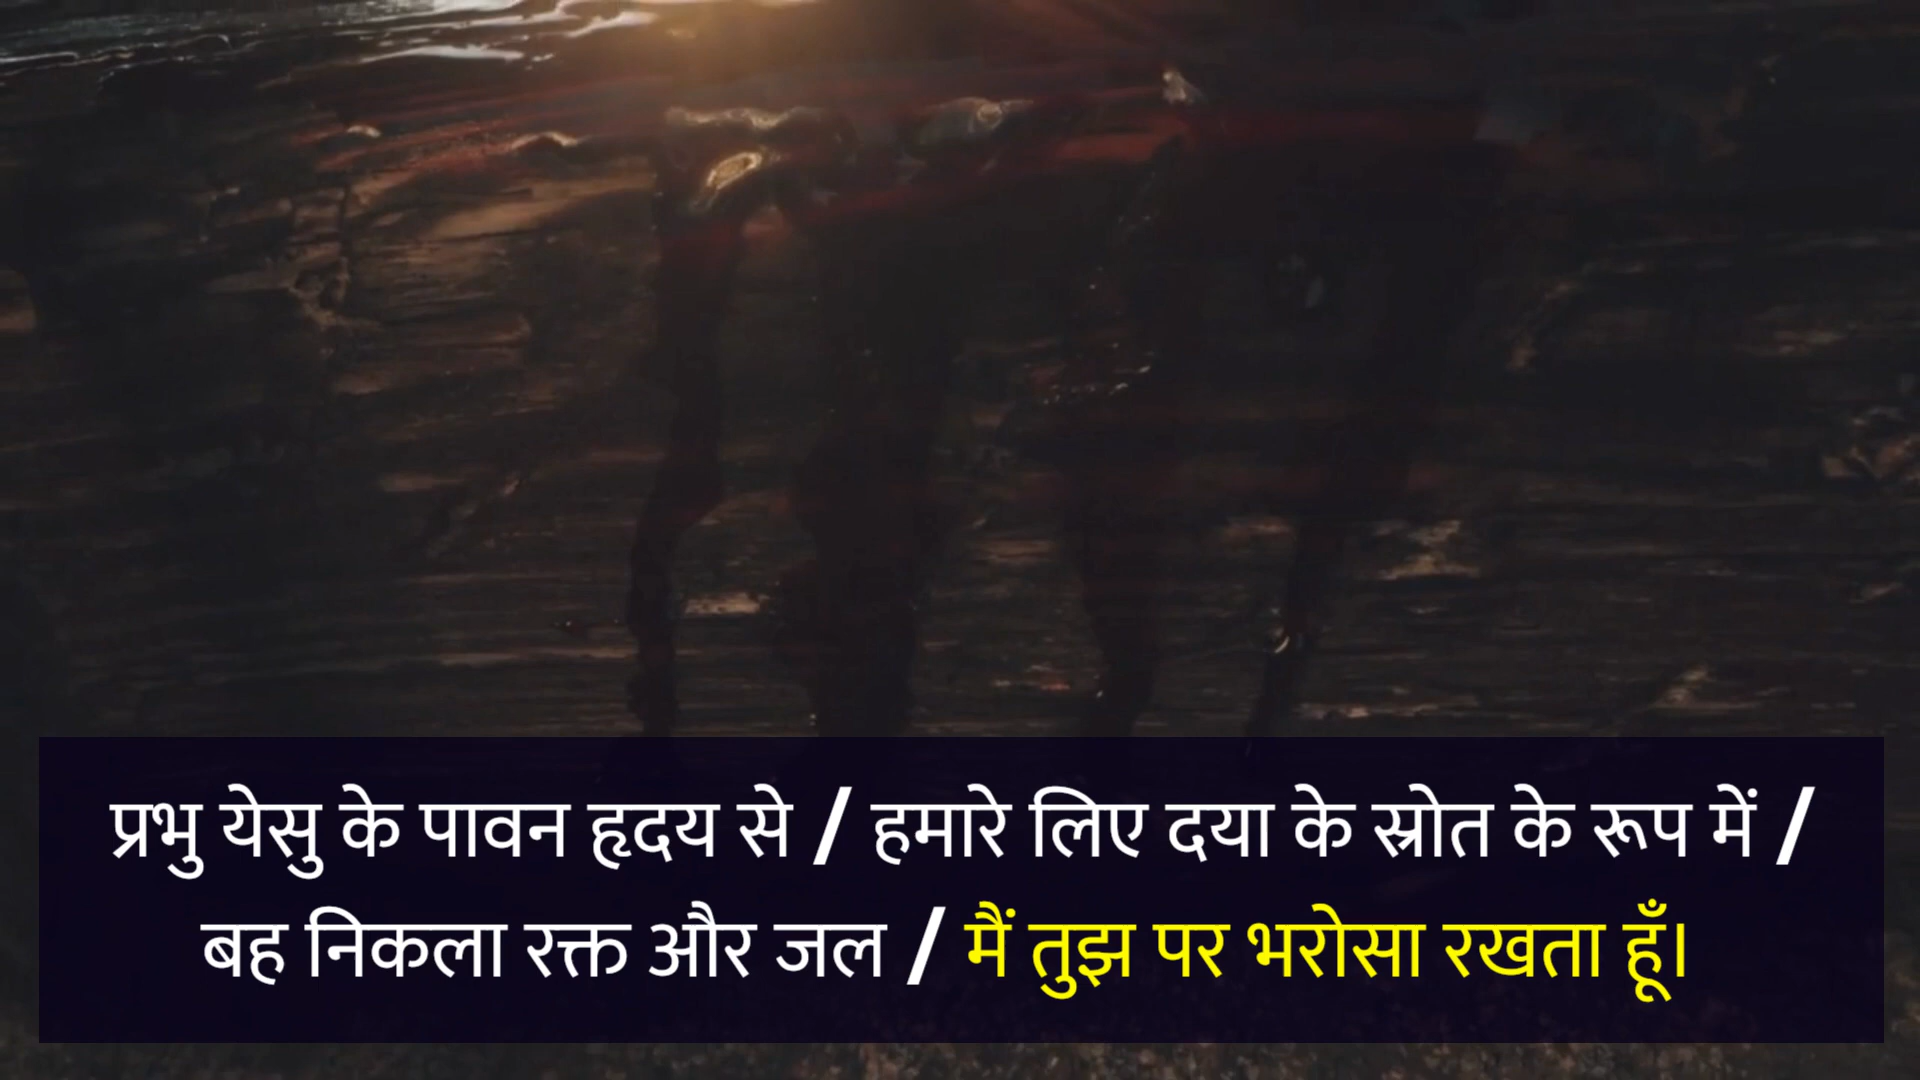 प्रभु येसु के पावन हृदय से / हमारे लिए दया के स्रोत के रूप में /
बह निकला रक्त और जल / मैं तुझ पर भरोसा रखता हूँ।